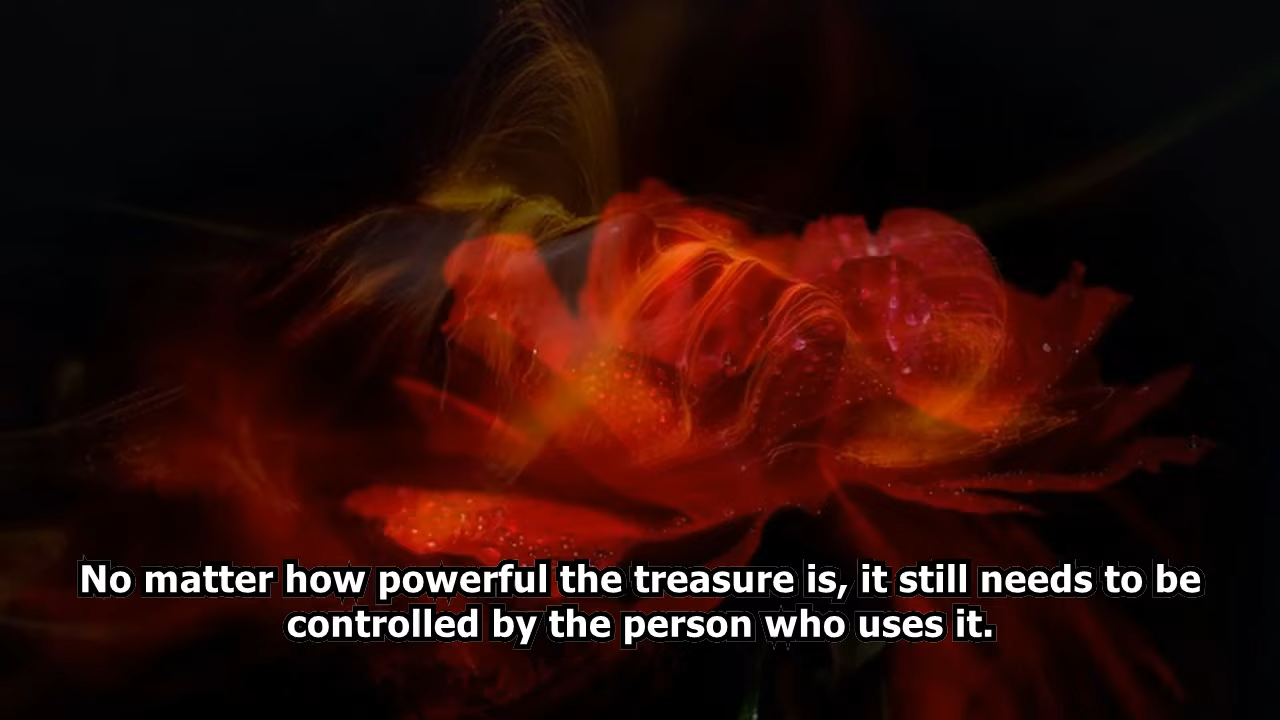 No matter how powerful the treasure is, it still needs to be
controlled by the person who uses it.